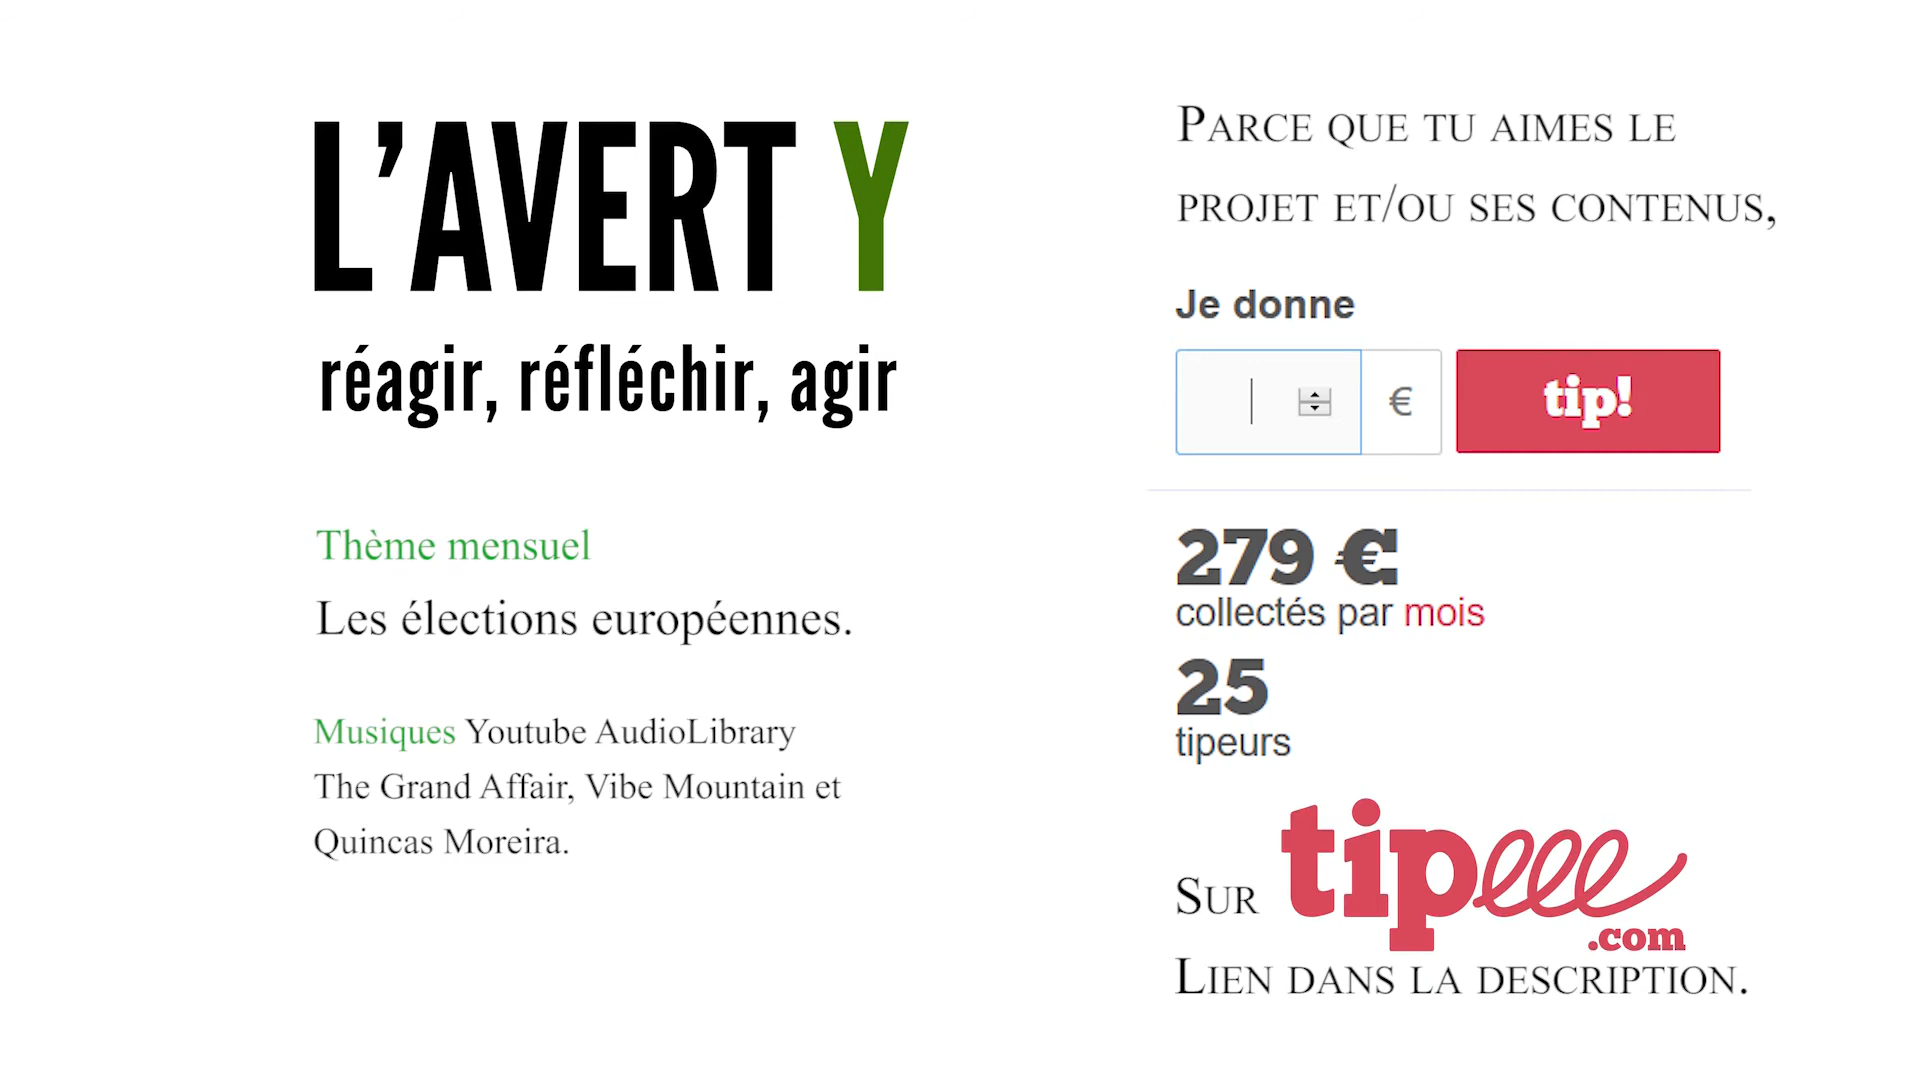 L'AVERT Y
réagir, réfléchir, agir
Thème mensuel
Les élections européennes.
Musiques Youtube AudioLibrary
The Grand Affair, Vibe Mountain et
Quincas Moreira.
PARCE QUE TU AIMES LE
PROJET ET/OU SES CONTENUS,
Je donne
€ tip!
279 €
collectés par mois
25
tipeurs
SUR tipeee
.com
LIEN DANS LA DESCRIPTION.